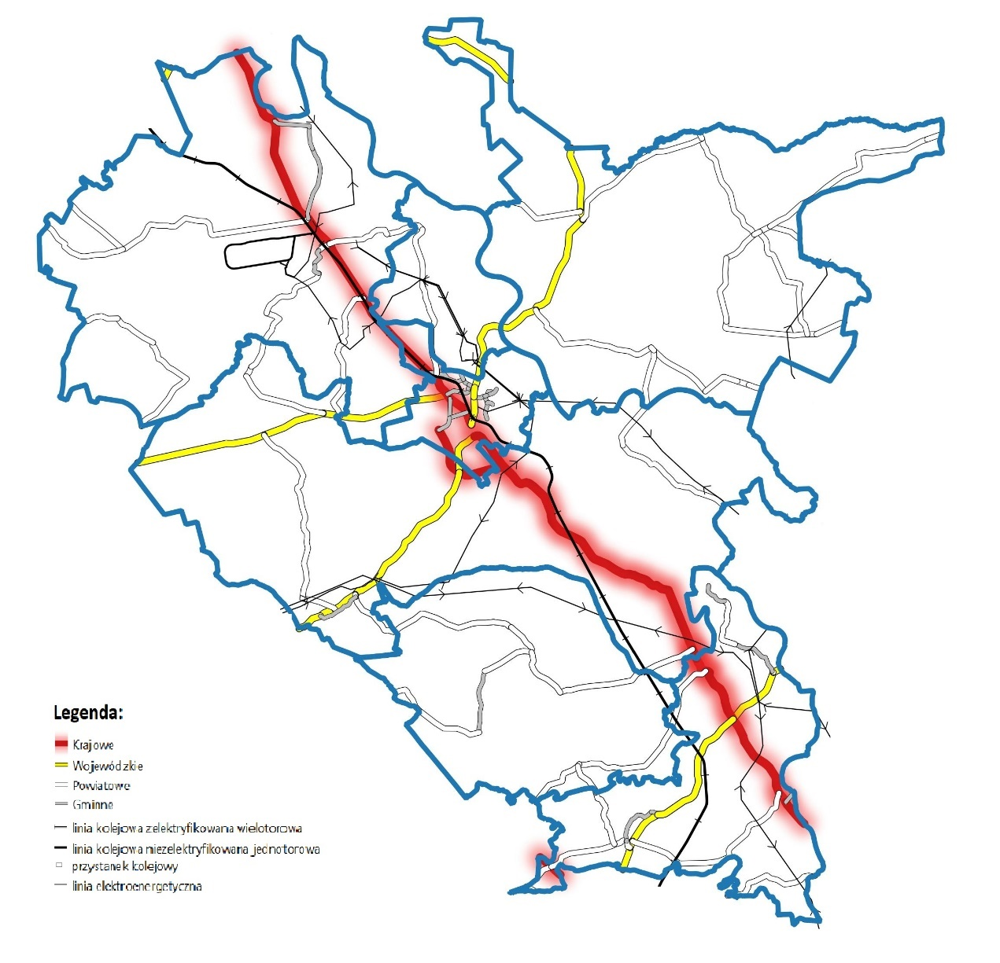 Legenda:
Krajowe
Wojewódzkie
Powiatowe
Gminne
linia kolejowa zelektryfikowana wielotorowa
linia kolejowa niezelektryfikowana jednotorowa
przystanek kolejowy
linia elektroenergetyczna